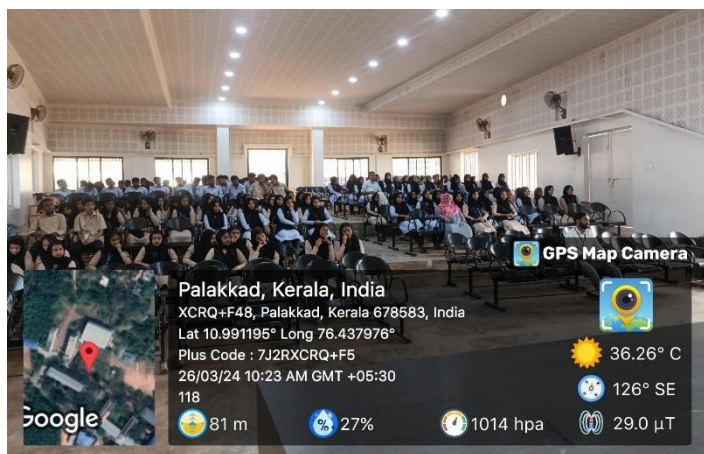 GPS Map Camera
Palakkad, Kerala, India
XCRQ+F48, Palakkad, Kerala 678583, India
Lat 10.991195° Long 76.437976°
Plus Code : 7J2RXCRQ+F5
26/03/24 10:23 AM GMT +05:30
118
36.26° C
126° SE
81 m
27%
1014 hpa
29.0 µT
Google